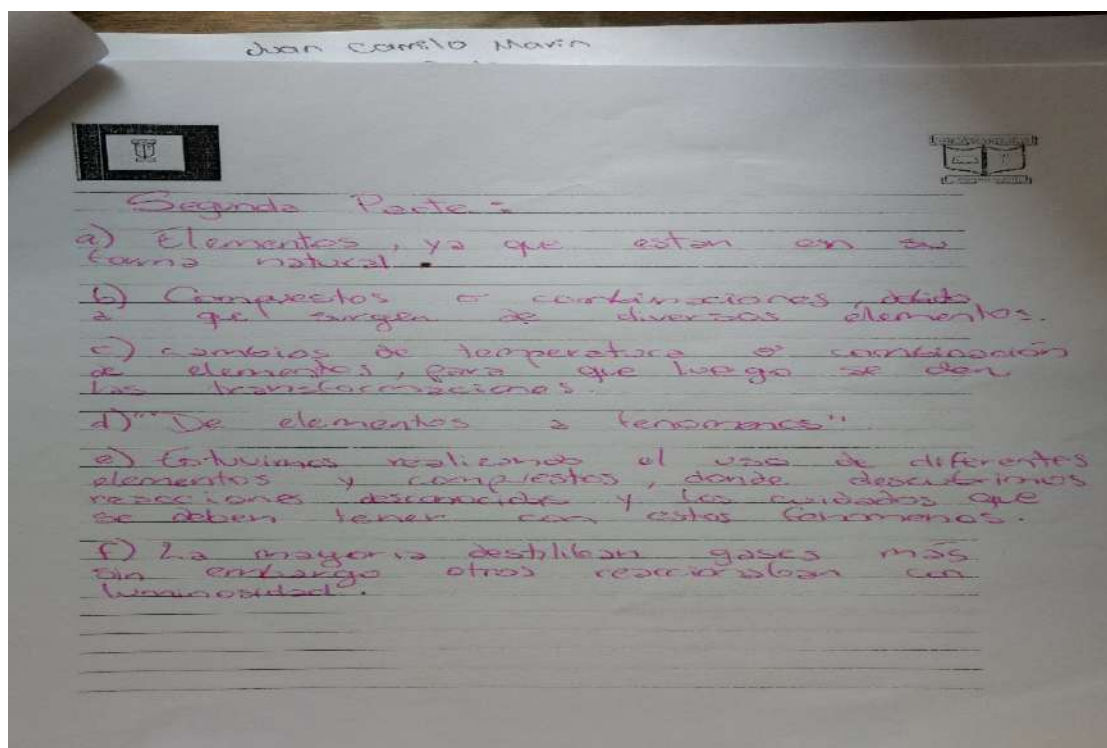 Juan Camilo Marin
Segunda Parte:
a) Elementos, ya que estan en su
forma natural.
b) Compuestos o combinaciones, debido
a que surgen de diversos elementos.
c) cambios de temperatura o combinación
de elementos, para que luego se den
las transformaciones.
d) "De elementos a fenomenos"
e) Estuvimos realizando el uso de diferentes
elementos y compuestos, donde descubrimos
reacciones desconocidas y los cuidados que
se deben tener con estos fenomenos.
f) La mayoria destilaban gases más
sin embargo otros reaccionaban con
luminosidad.